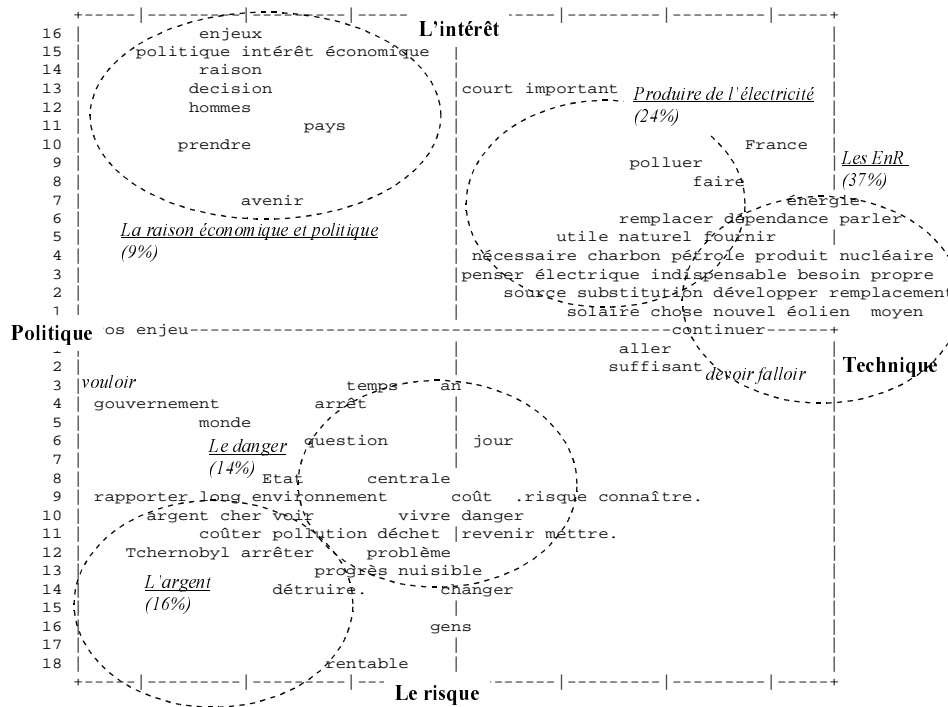 L'intérêt
16 enjeux
15 politique intérêt économique
14 raison
13 decision court important
Produire de l'électricité
12 hommes
(24%)
11 pays
10 prendre France
9 polluer
Les EnR
8 faire
(37%)
7 avenir énergie
6 remplacer dépendance parler
La raison économique et politique
5 utile naturel fournir
(9%)
4 nécessaire charbon pétrole produit nucléaire
3 penser électrique indispensable besoin propre
2 source substitution développer remplacement
1 solaire chose nouvel éolien moyen
Politique os enjeu continuer
1 aller
2 suffisant
Technique
devoir falloir
vouloir
3 temps an
4 gouvernement arrêt
5 monde
6 question jour
Le danger
7
(14%)
8 Etat centrale
9 rapporter long environnement coût .risque connaître.
10 argent cher voir vivre danger
11 coûter pollution déchet revenir mettre.
12 Tchernobyl arrêter problème
13 progrès nuisible
L'argent
14 détruire. changer
(16%)
15
16 gens
17
18 rentable
Le risque